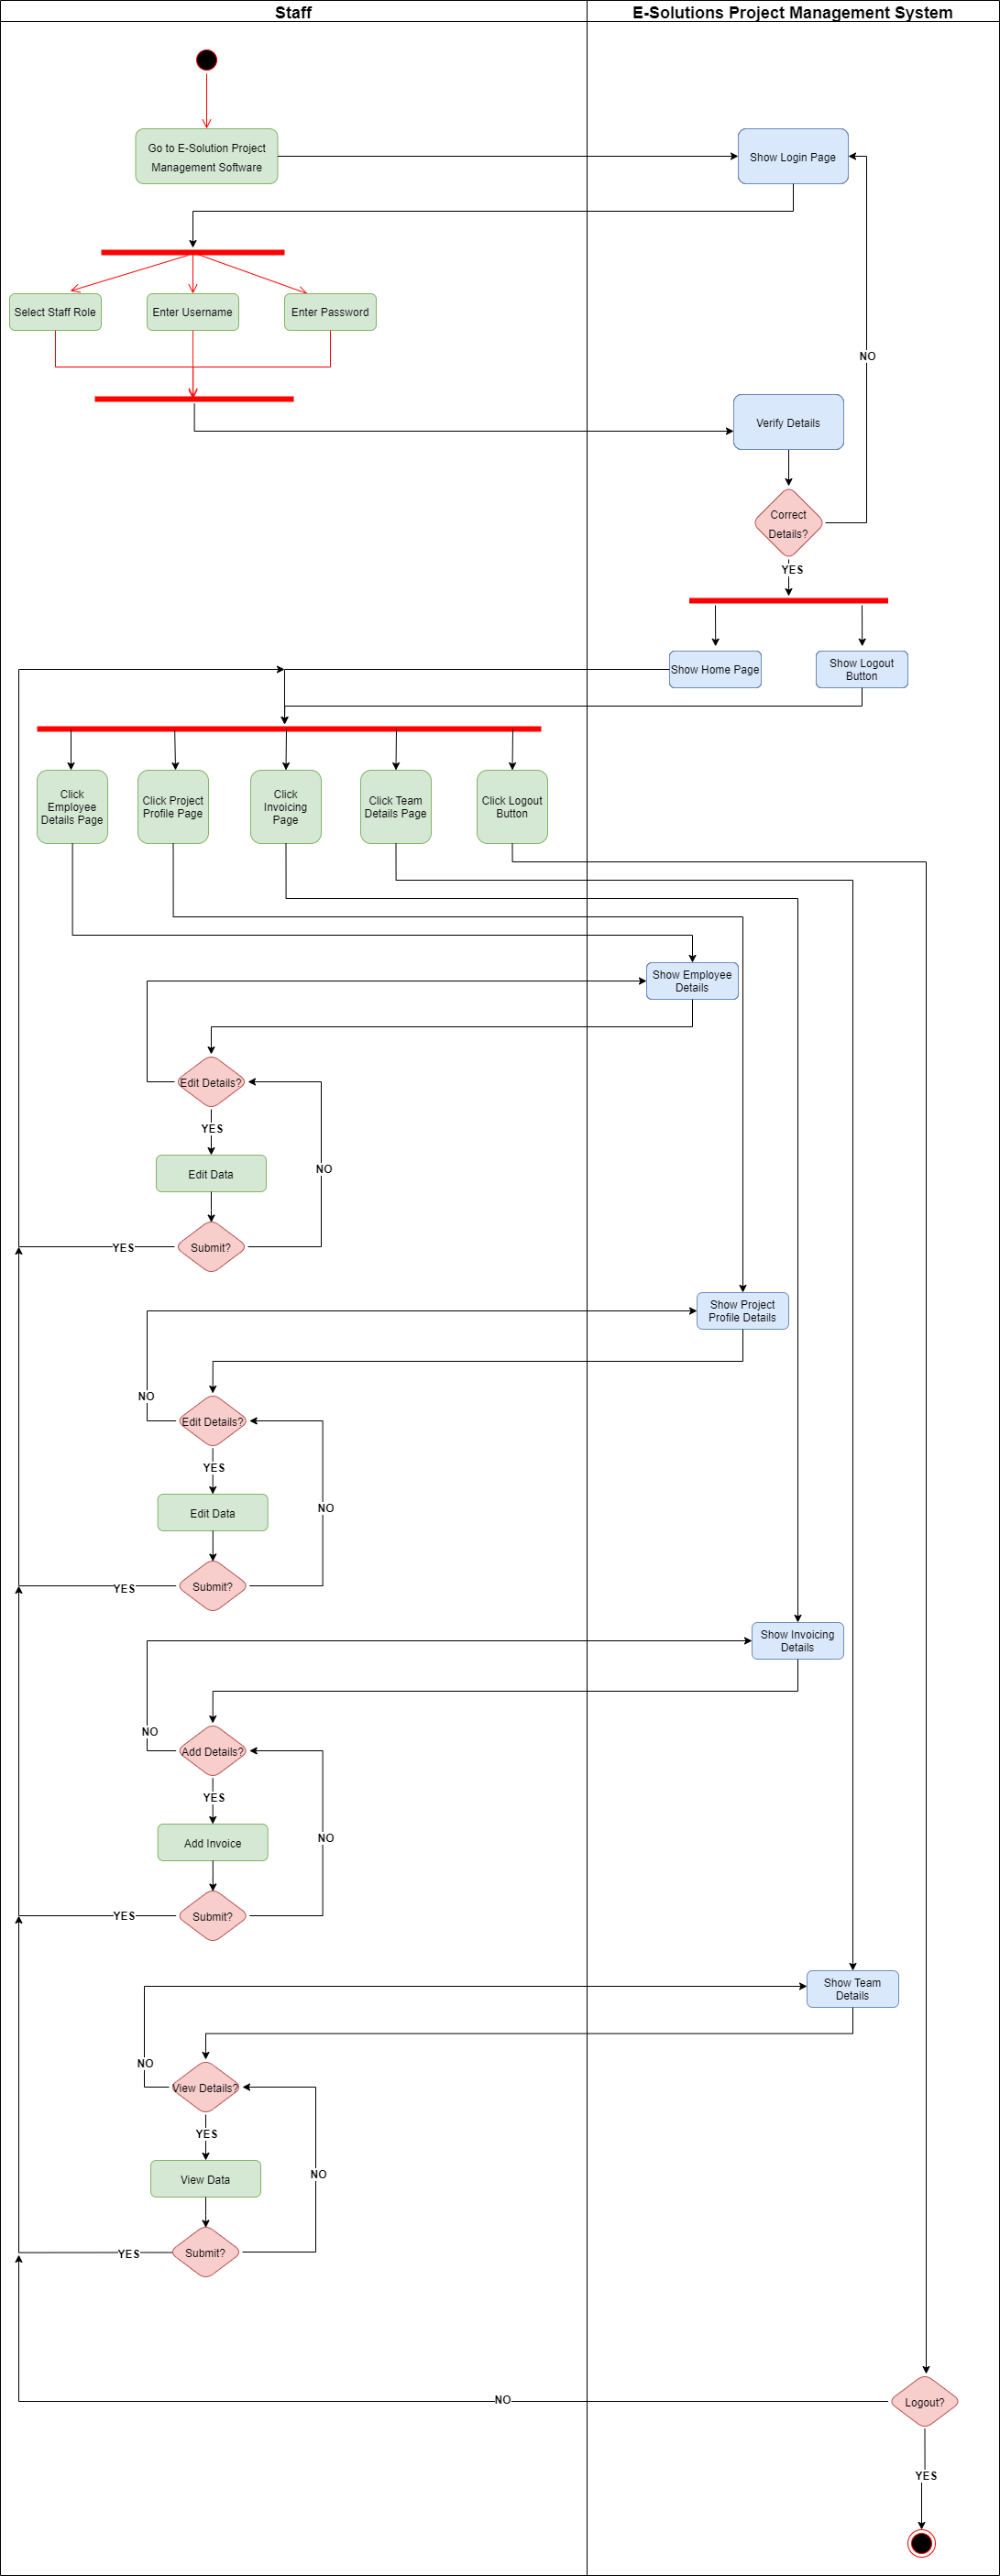 Staff
E-Solutions Project Management System
Go to E-Solution Project
Management Software
Show Login Page
Select Staff Role
Enter Username
Enter Password
NO
Verify Details
Correct
Details?
YES
Show Home Page
Show Logout
Button
Click
Employee
Details Page
Click Project
Profile Page
Click
Invoicing
Page
Click Team
Details Page
Click Logout
Button
Show Employee
Details
Edit Details?
YES
NO
Edit Data
Submit?
YES
Show Project
Profile Details
NO
Edit Details?
YES
NO
Edit Data
Submit?
YES
Show Invoicing
Details
NO
Add Details?
YES
NO
Add Invoice
Submit?
YES
Show Team
Details
NO
View Details?
YES
NO
View Data
Submit?
YES
NO
Logout?
YES